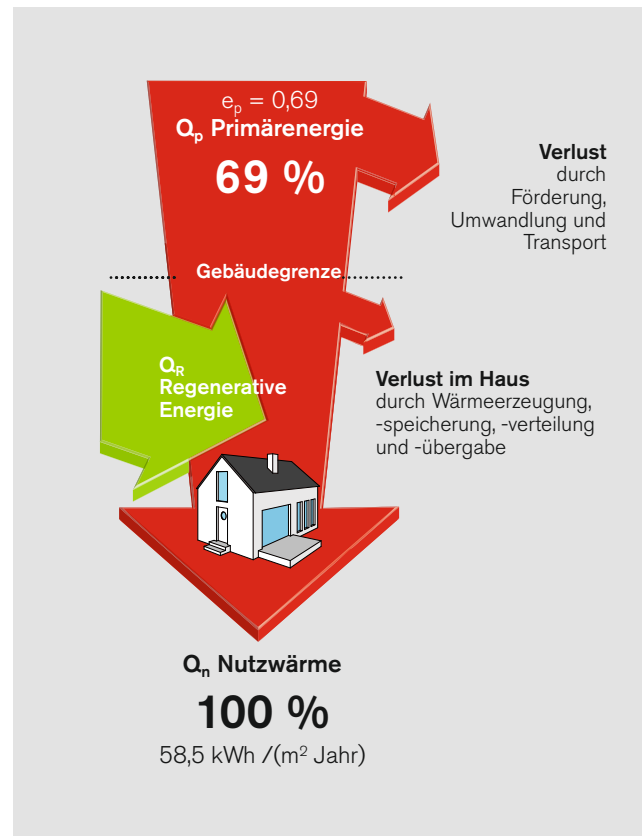 e_p = 0,69
Q_p Primärenergie
69 %
Verlust
durch
Förderung,
Umwandlung und
Transport
Gebäudegrenze
Q_R
Regenerative
Energie
Verlust im Haus
durch Wärmeerzeugung,
-speicherung, -verteilung
und -übergabe
Q_n Nutzwärme
100 %
58,5 kWh /(m² Jahr)